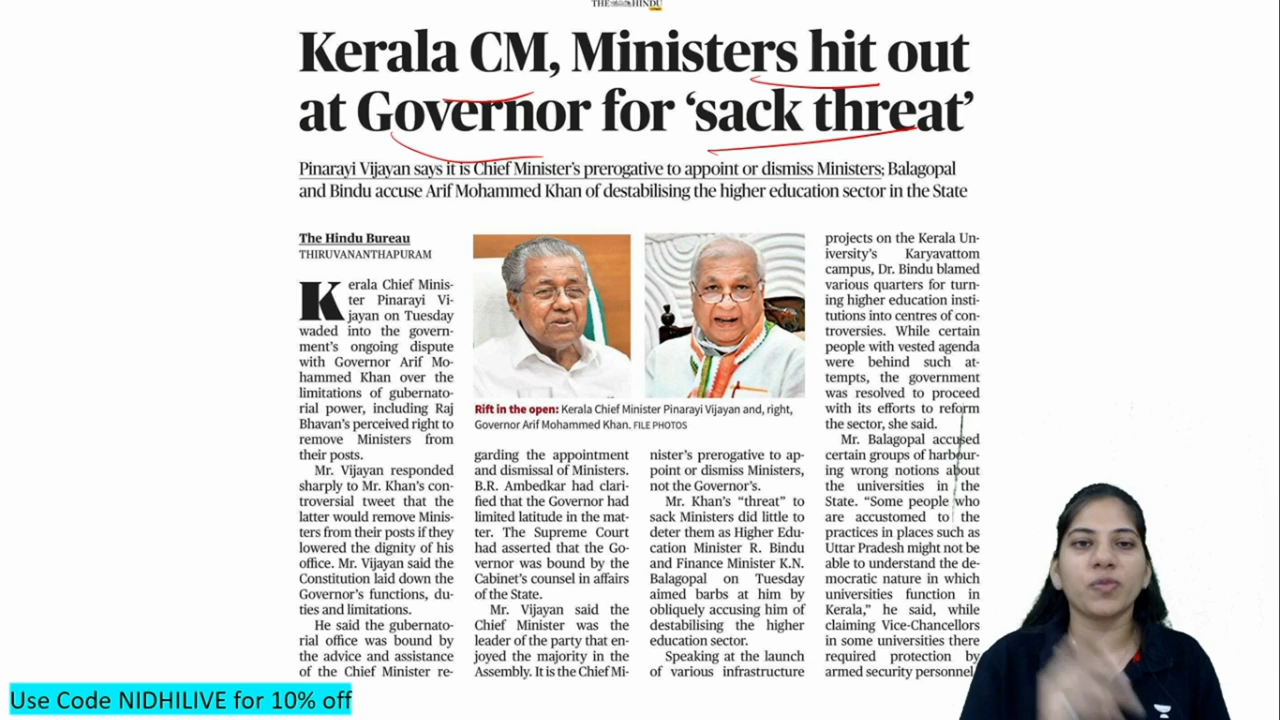 THE HINDU
Kerala CM, Ministers hit out
at Governor for ‘sack threat’
Pinarayi Vijayan says it is Chief Minister’s prerogative to appoint or dismiss Ministers; Balagopal
and Bindu accuse Arif Mohammed Khan of destabilising the higher education sector in the State
The Hindu Bureau
THIRUVANANTHAPURAM
Kerala Chief Minis-
ter Pinarayi Vi-
jayan on Tuesday
waded into the govern-
ment’s ongoing dispute
with Governor Arif Mo-
hammed Khan over the
limitations of gubernato-
rial power, including Raj
Bhavan’s perceived right to
remove Ministers from
their posts.
Mr. Vijayan responded
sharply to Mr. Khan’s con-
troversial tweet that the
latter would remove Minis-
ters from their posts if they
lowered the dignity of his
office. Mr. Vijayan said the
Constitution laid down the
Governor’s functions, du-
ties and limitations.
He said the gubernato-
rial office was bound by
the advice and assistance
of the Chief Minister re-
Rift in the open: Kerala Chief Minister Pinarayi Vijayan and, right,
Governor Arif Mohammed Khan. FILE PHOTOS
garding the appointment
and dismissal of Ministers.
B.R. Ambedkar had clari-
fied that the Governor had
limited latitude in the mat-
ter. The Supreme Court
had asserted that the Go-
vernor was bound by the
Cabinet’s counsel in affairs
of the State.
Mr. Vijayan said the
Chief Minister was the
leader of the party that en-
joyed the majority in the
Assembly. It is the Chief Mi-
nister’s prerogative to ap-
point or dismiss Ministers,
not the Governor’s.
Mr. Khan’s “threat” to
sack Ministers did little to
deter them as Higher Edu-
cation Minister R. Bindu
and Finance Minister K.N.
Balagopal on Tuesday
aimed barbs at him by
obliquely accusing him of
destabilising the higher
education sector.
Speaking at the launch
of various infrastructure
projects on the Kerala Un-
iversity’s Karyavattom
campus, Dr. Bindu blamed
various quarters for turn-
ing higher education insti-
tutions into centres of con-
troversies. While certain
people with vested agenda
were behind such at-
tempts, the government
was resolved to proceed
with its efforts to reform
the sector, she said.
Mr. Balagopal accused
certain groups of harbour-
ing wrong notions about
the universities in the
State. “Some people who
are accustomed to the
practices in places such as
Uttar Pradesh might not be
able to understand the de-
mocratic nature in which
universities function in
Kerala,” he said, while
claiming Vice-Chancellors
in some universities there
required protection by
armed security personnel.
Use Code NIDHILIVE for 10% off